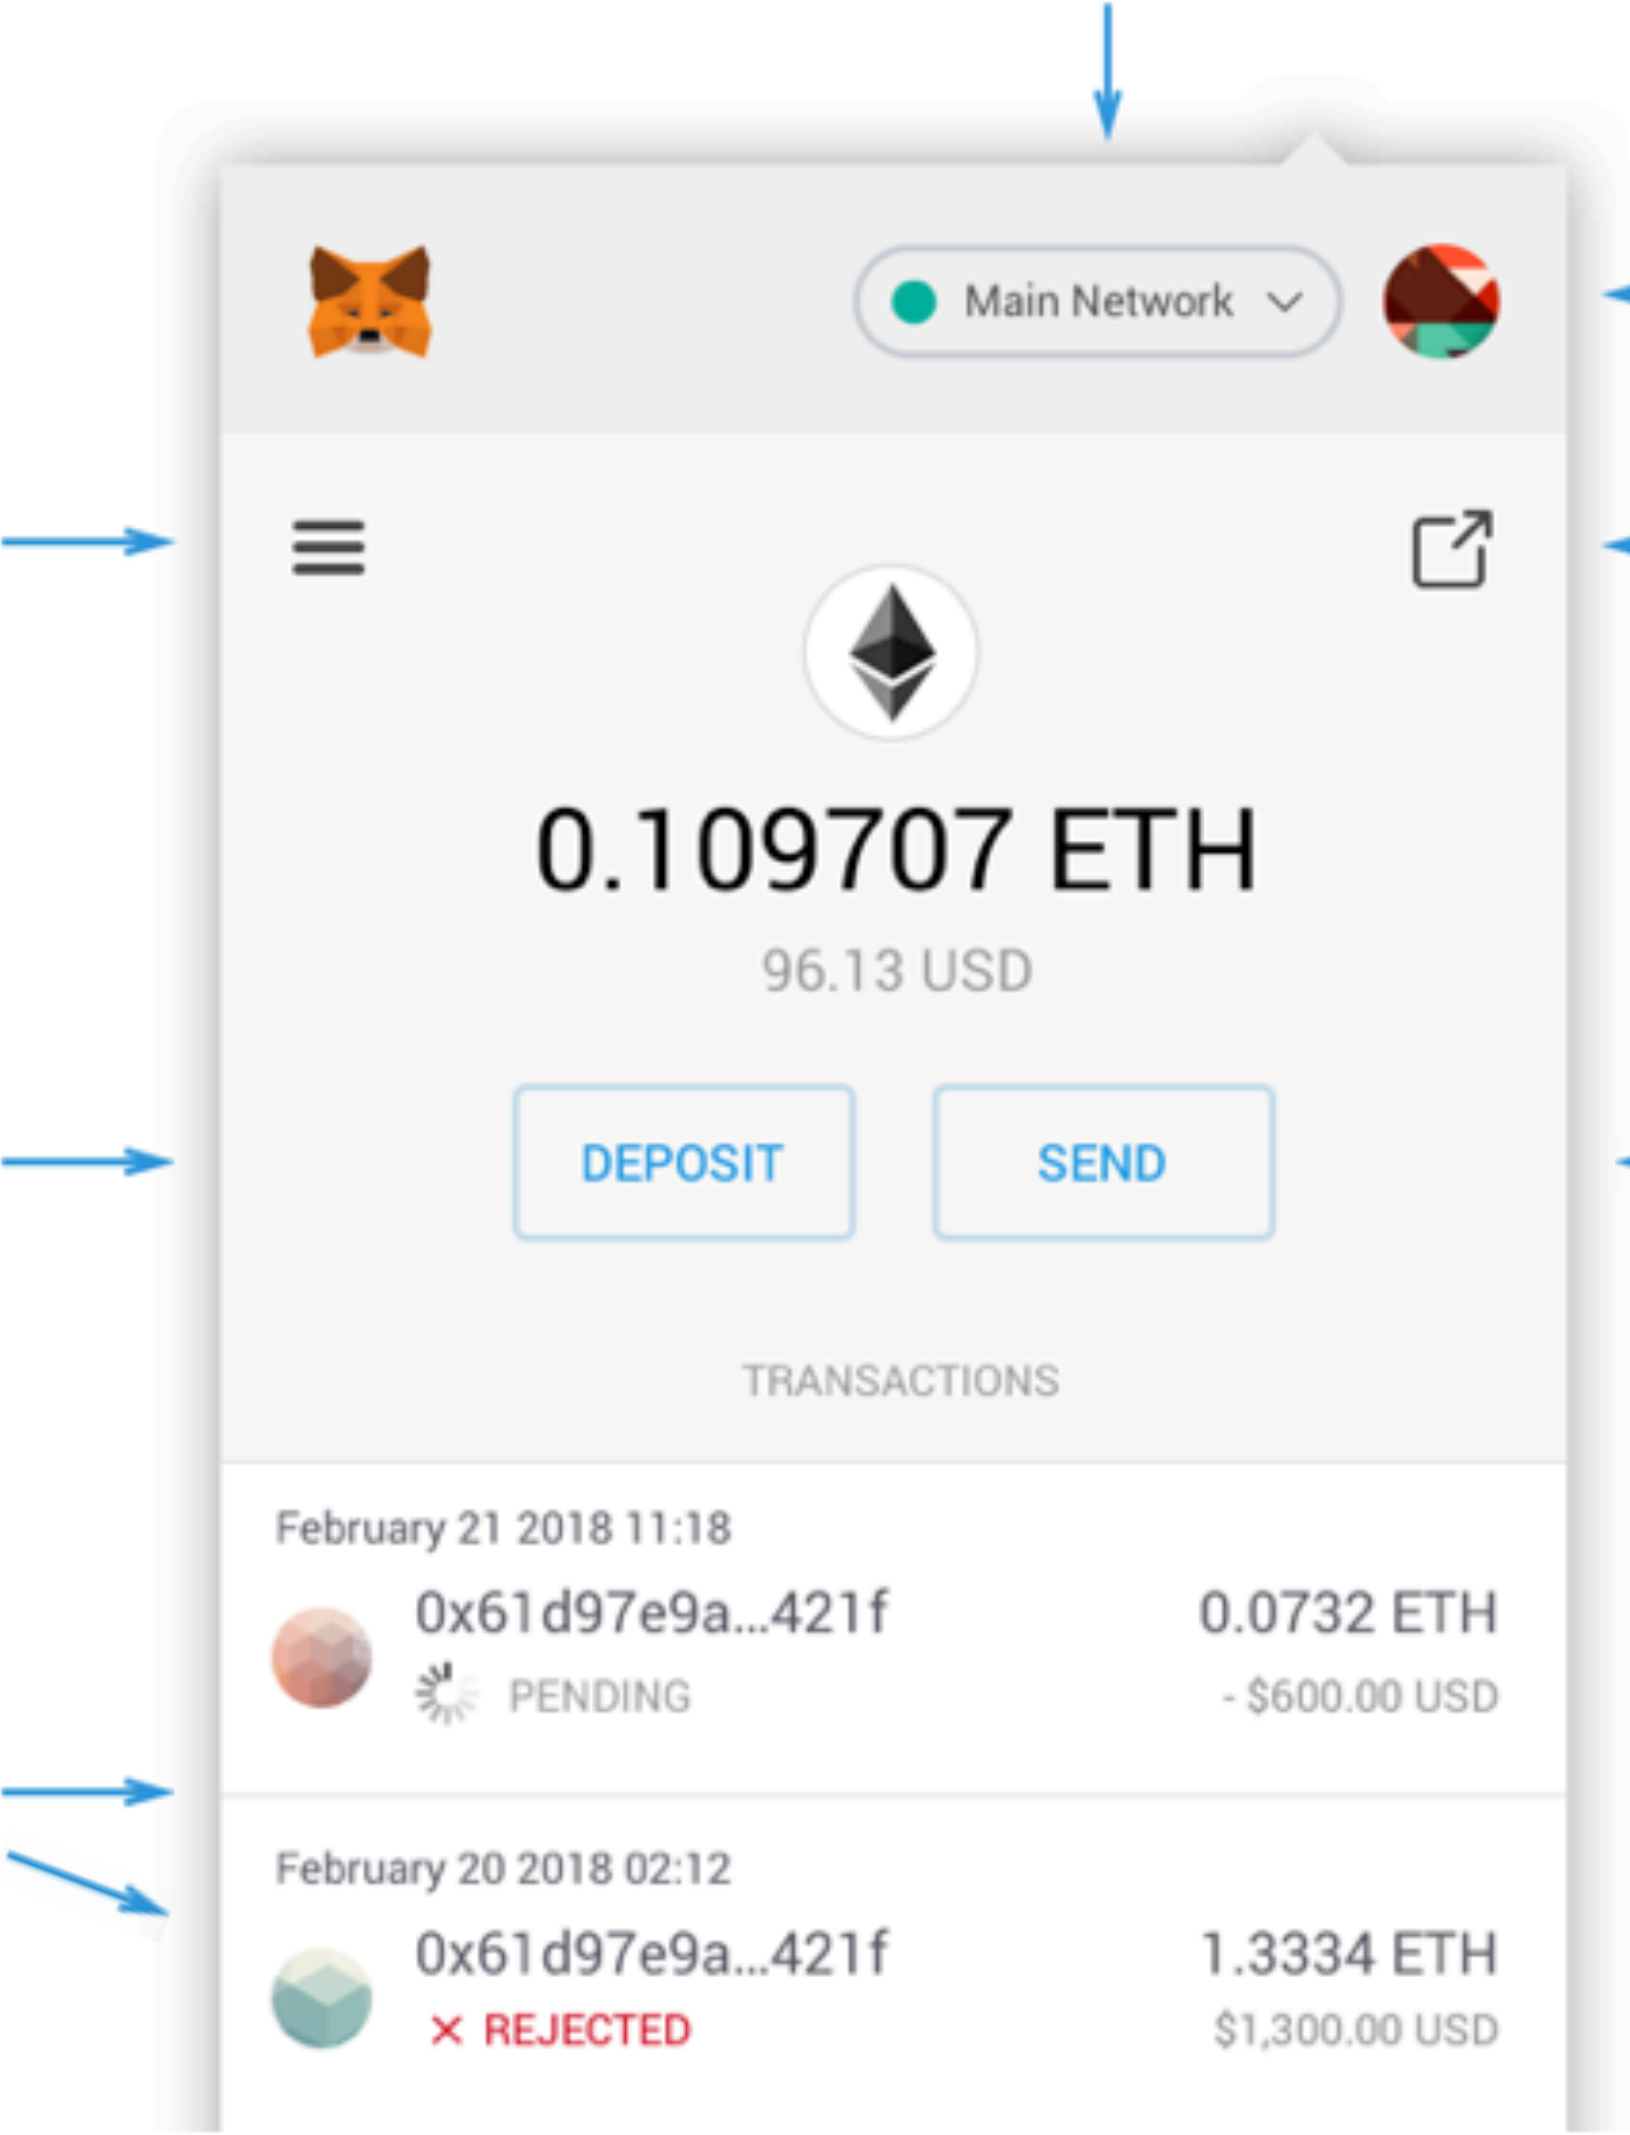 Main Network
0.109707 ETH
96.13 USD
DEPOSIT SEND
TRANSACTIONS
February 21 2018 11:18
0x61d97e9a...421f 0.0732 ETH
PENDING - $600.00 USD
February 20 2018 02:12
0x61d97e9a...421f 1.3334 ETH
× REJECTED $1,300.00 USD